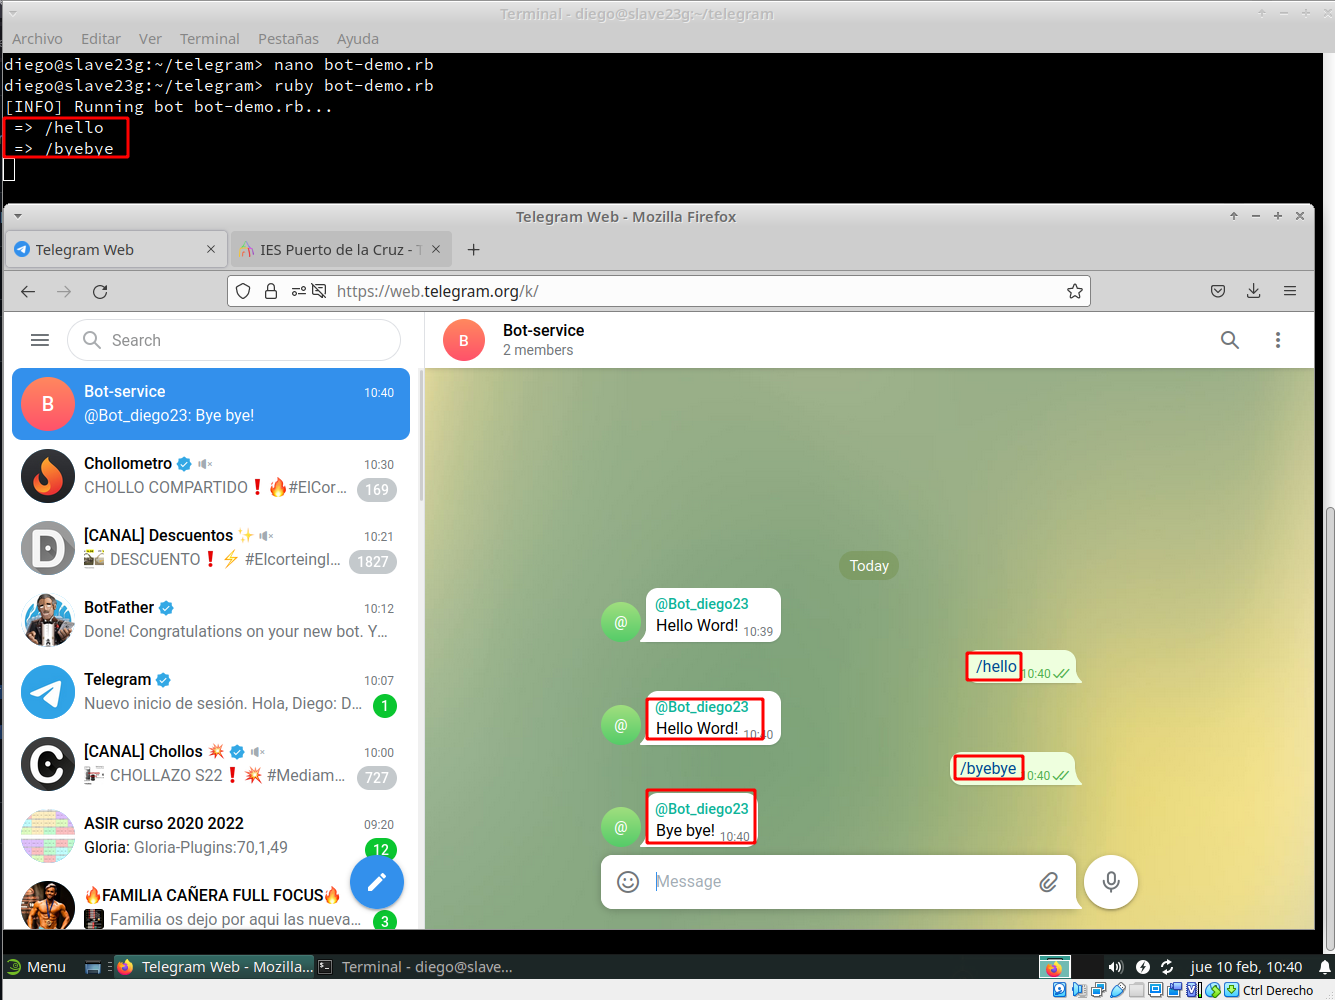 Terminal - diego@slave23g:~/telegram
Archivo Editar Ver Terminal Pestañas Ayuda
diego@slave23g:~/telegram> nano bot-demo.rb
diego@slave23g:~/telegram> ruby bot-demo.rb
[INFO] Running bot bot-demo.rb...
=> /hello
=> /byebye
Telegram Web - Mozilla Firefox
Telegram Web
IES Puerto de la Cruz - T
https://web.telegram.org/k/
Search
B
Bot-service
2 members
B
Bot-service 10:40
@Bot_diego23: Bye bye!
Chollometro 10:30
CHOLLO COMPARTIDO❗🔥#ElCor... 169
D
[CANAL] Descuentos ✨ 10:21
DESCUENTO❗⚡ #Elcorteingl... 1827
BotFather 10:12
Done! Congratulations on your new bot. Y...
Telegram 10:07
Nuevo inicio de sesión. Hola, Diego: D... 1
C
[CANAL] Chollos 💥 10:00
CHOLLAZO S22❗💥 #Mediam... 727
ASIR curso 2020 2022 09:20
Gloria: Gloria-Plugins:70,1,49 12
🔥FAMILIA CAÑERA FULL FOCUS🔥
Familia os dejo por aqui las nueva... 3
Today
@
@Bot_diego23
Hello Word! 10:39
/hello 10:40
@
@Bot_diego23
Hello Word! 10:40
/byebye 0:40
@
@Bot_diego23
Bye bye! 10:40
Message
Menu
Telegram Web - Mozilla...
Terminal - diego@slave...
jue 10 feb, 10:40
Ctrl Derecho